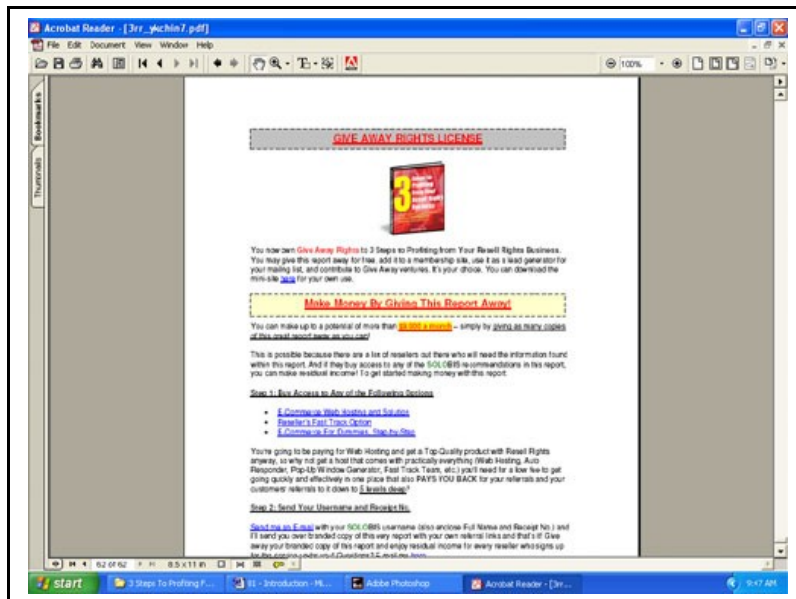 Acrobat Reader - [3rr_ykchin7.pdf]
File Edit Document View Window Help
100%
Bookmarks
Thumbnails
GIVE AWAY RIGHTS LICENSE
3 Steps to
Profiting
From Your
Resell Rights
Business
You now own Give Away Rights to 3 Steps to Profiting from Your Resell Rights Business.
You may give this report away for free, add it to a membership site, use it as a lead generator for
your mailing list, and contribute to Give Away ventures. It's your choice. You can download the
mini-site here for your own use.
Make Money By Giving This Report Away!
You can make up to a potential of more than a month – simply by giving as many copies
of this great report away as you can!
This is possible because there are a lot of resellers out there who will need the information found
within this report. And if they buy access to any of the SOLOBIS recommendations in this report,
you can make residual income! To get started making money with this report:
Step 1: Buy Access to Any of the Following Options
E-Commerce Web Hosting and Solution
Reseller's Fast Track Option
E-Commerce For Dummies, Step-by-Step
You're going to be paying for Web Hosting and get a Top-Quality product with Resell Rights
anyway, so why not get a host that comes with practically everything (Web Hosting, Auto
Responder, Pop-Up Window Generator, Fast Track Team, etc.) you'll need for a low fee to get
going quickly and effectively in one place that also PAYS YOU BACK for your referrals and your
customers' referrals to it down to 5 levels deep?
Step 2: Send Your Username and Receipt No.
Send me an E-mail with your SOLOBIS username (also enclose Full Name and Receipt No.) and
I'll send you over branded copy of this very report with your own referral links and that's it! Give
away your branded copy of this report and enjoy residual income for every reseller who signs up
62 of 62
8.5 x 11 in
start
3 Steps To Profiting F...
01 - Introduction - Mi...
Adobe Photoshop
Acrobat Reader - [3rr...
9:47 AM